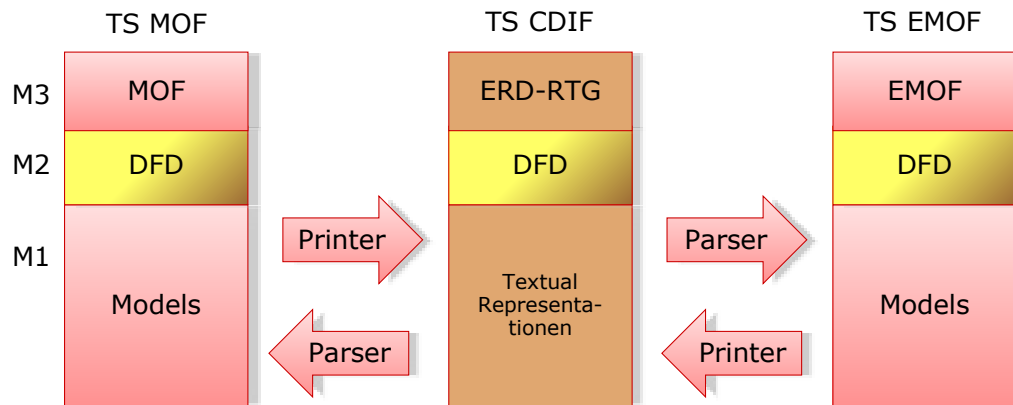 TS MOF
TS CDIF
TS EMOF
M3
MOF
ERD-RTG
EMOF
M2
DFD
DFD
DFD
M1
Printer
Parser
Models
Textual
Representa-
tionen
Models
Parser
Printer